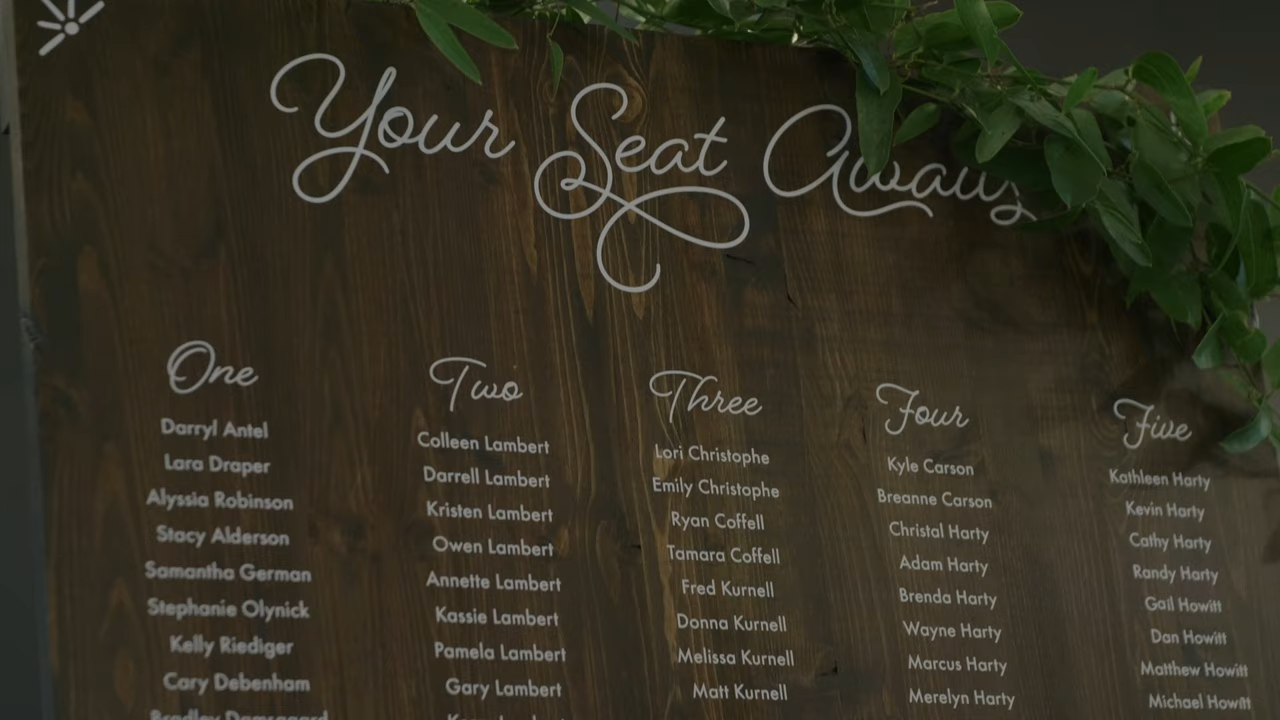 Your Seat Awaits
One
Darryl Antel
Lara Draper
Alyssia Robinson
Stacy Alderson
Samantha German
Stephanie Olynick
Kelly Riediger
Cary Debenham
Two
Colleen Lambert
Darrell Lambert
Kristen Lambert
Owen Lambert
Annette Lambert
Kassie Lambert
Pamela Lambert
Gary Lambert
Three
Lori Christophe
Emily Christophe
Ryan Coffell
Tamara Coffell
Fred Kurnell
Donna Kurnell
Melissa Kurnell
Matt Kurnell
Four
Kyle Carson
Breanne Carson
Christal Harty
Adam Harty
Brenda Harty
Wayne Harty
Marcus Harty
Merelyn Harty
Five
Kathleen Harty
Kevin Harty
Cathy Harty
Randy Harty
Gail Howitt
Dan Howitt
Matthew Howitt
Michael Howitt